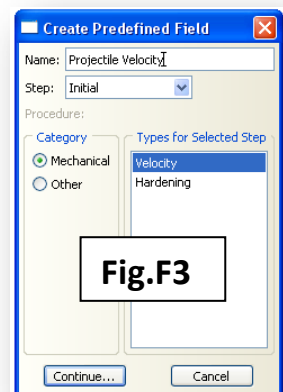 Create Predefined Field
Name: Projectile Velocity
Step: Initial
Procedure:
Category
Types for Selected Step
Mechanical
Other
Velocity
Hardening
Fig.F3
Continue...
Cancel